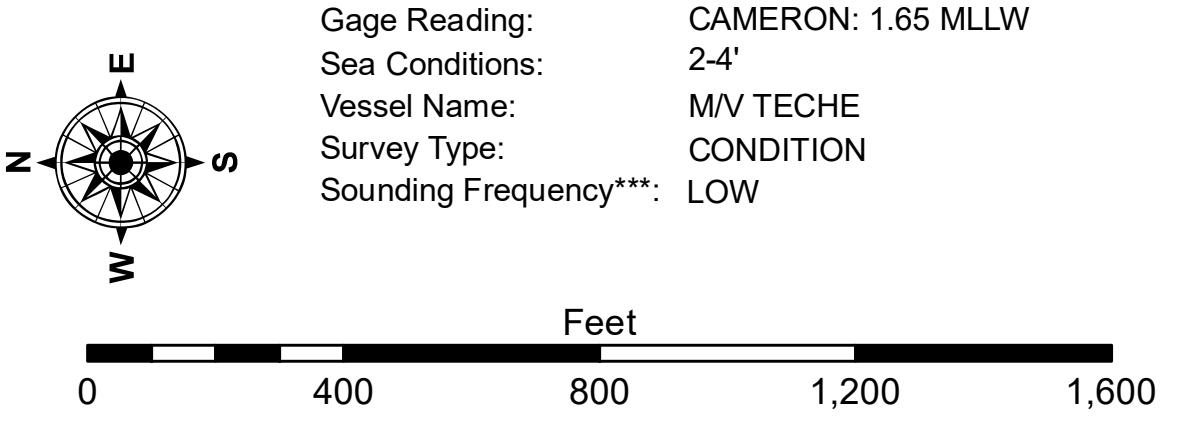 Gage Reading: CAMERON: 1.65 MLLW
Sea Conditions: 2-4'
Vessel Name: M/V TECHE
Survey Type: CONDITION
Sounding Frequency***: LOW
E
N S
W
Feet
0 400 800 1,200 1,600